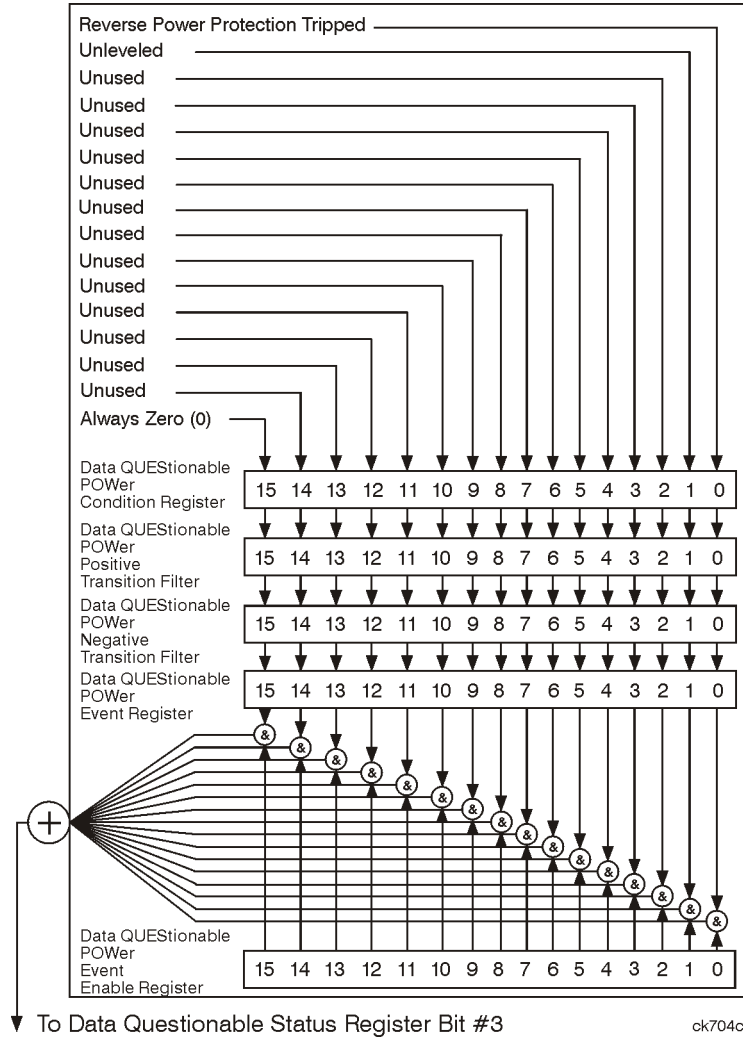 Reverse Power Protection Tripped
Unleveled
Unused
Unused
Unused
Unused
Unused
Unused
Unused
Unused
Unused
Unused
Unused
Unused
Unused
Always Zero (0)
Data QUEStionable
POWer
Condition Register
15 14 13 12 11 10 9 8 7 6 5 4 3 2 1 0
Data QUEStionable
POWer
Positive
Transition Filter
15 14 13 12 11 10 9 8 7 6 5 4 3 2 1 0
Data QUEStionable
POWer
Negative
Transition Filter
15 14 13 12 11 10 9 8 7 6 5 4 3 2 1 0
Data QUEStionable
POWer
Event Register
15 14 13 12 11 10 9 8 7 6 5 4 3 2 1 0
& & & & & & & & & & & & & & & &
+
Data QUEStionable
POWer
Event
Enable Register
15 14 13 12 11 10 9 8 7 6 5 4 3 2 1 0
To Data Questionable Status Register Bit #3
ck704c